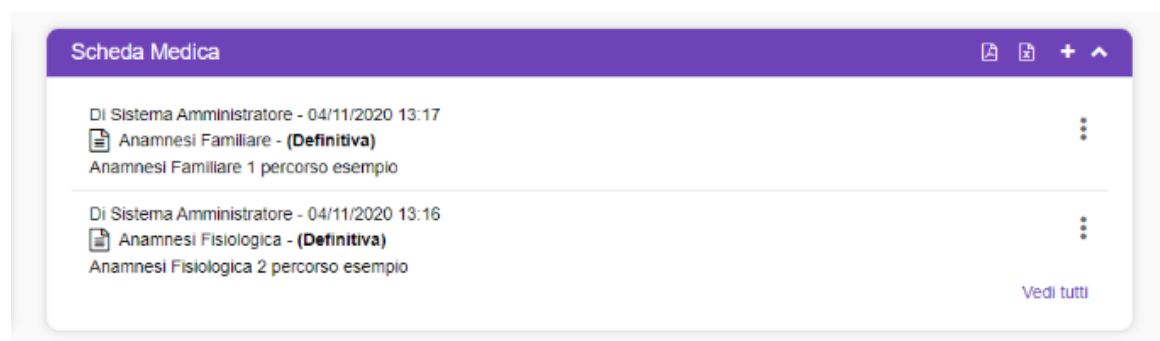 Scheda Medica
Di Sistema Amministratore - 04/11/2020 13:17
Anamnesi Familiare - (Definitiva)
Anamnesi Familiare 1 percorso esempio
Di Sistema Amministratore - 04/11/2020 13:16
Anamnesi Fisiologica - (Definitiva)
Anamnesi Fisiologica 2 percorso esempio
Vedi tutti